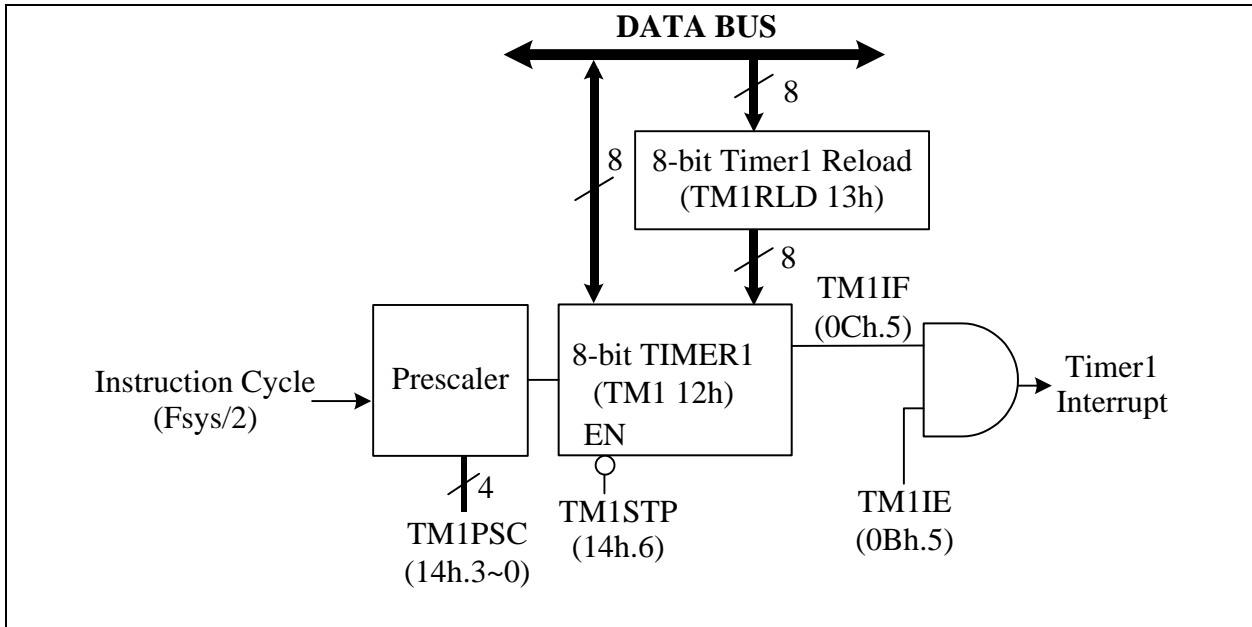 DATA BUS
8
8
8-bit Timer1 Reload
(TM1RLD 13h)
8
TM1IF
(0Ch.5)
Instruction Cycle
(Fsys/2)
Prescaler
8-bit TIMER1
(TM1 12h)
EN
Timer1
Interrupt
4
TM1PSC
(14h.3~0)
TM1STP
(14h.6)
TM1IE
(0Bh.5)